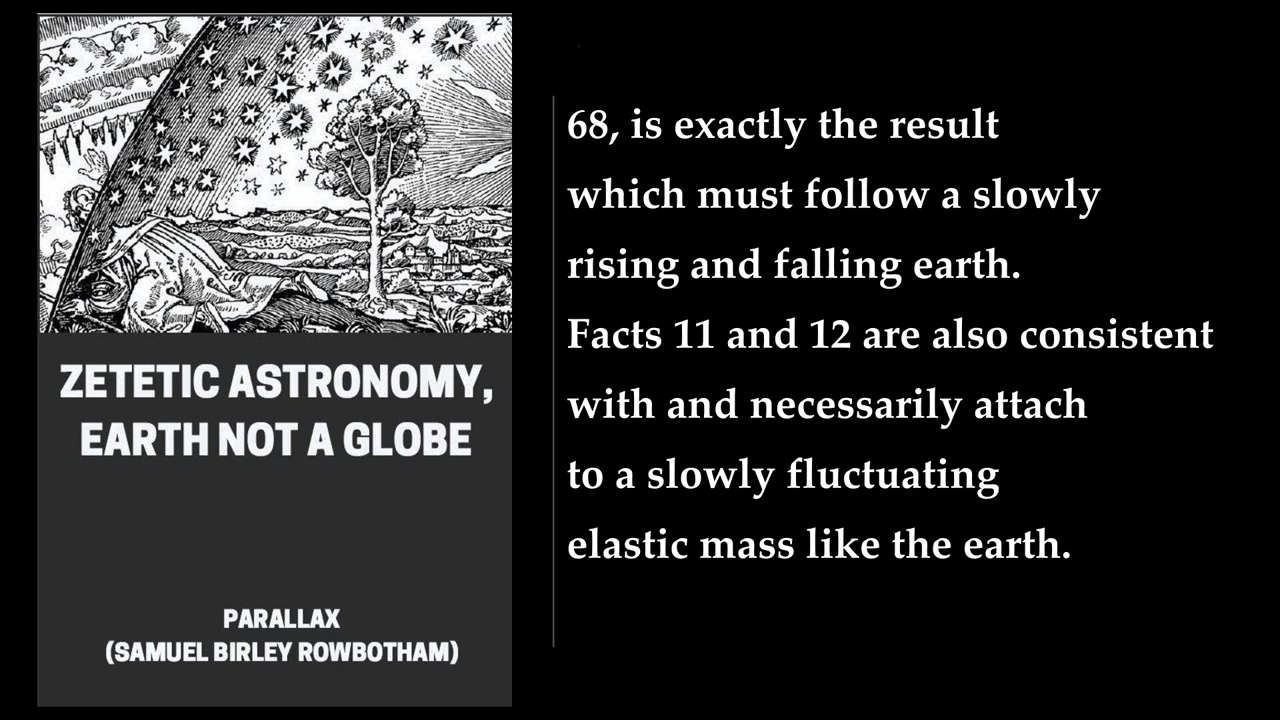 ZETETIC ASTRONOMY,
EARTH NOT A GLOBE
PARALLAX
(SAMUEL BIRLEY ROWBOTHAM)
68, is exactly the result
which must follow a slowly
rising and falling earth.
Facts 11 and 12 are also consistent
with and necessarily attach
to a slowly fluctuating
elastic mass like the earth.